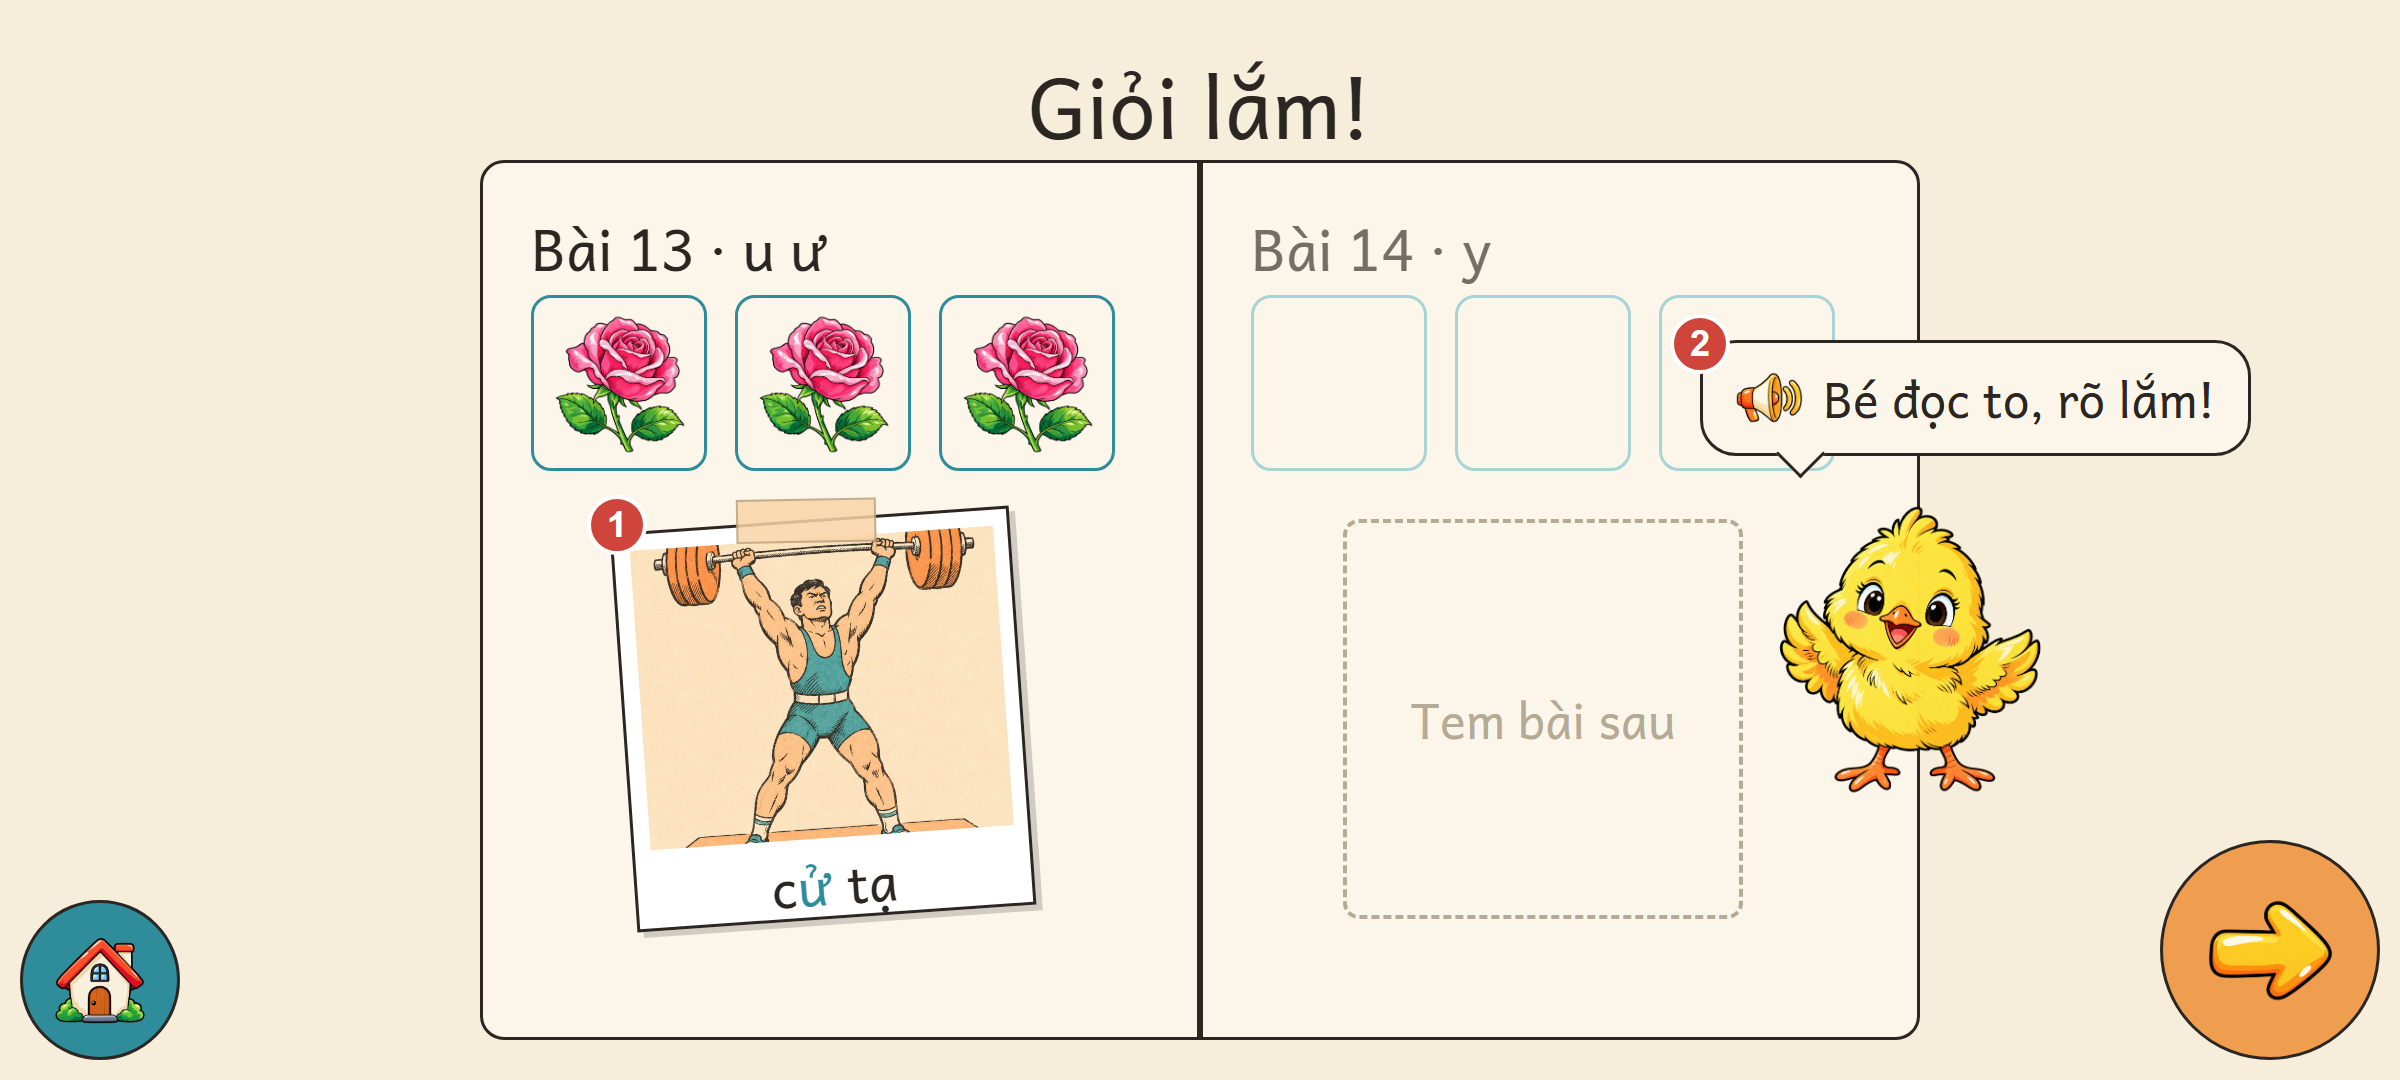 Giỏi lắm!
Bài 13 · u ư
1
cử tạ
Bài 14 · y
2
Bé đọc to, rõ lắm!
Tem bài sau